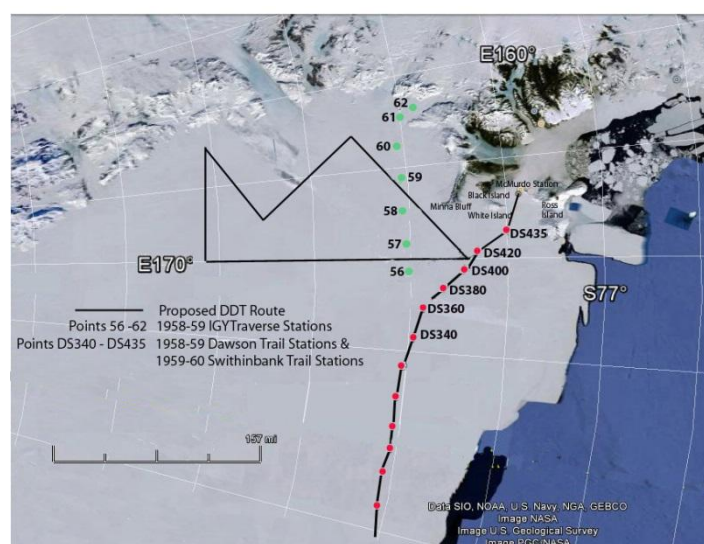 E160°
62
61
60
59
58
57
56
McMurdo Station
Black Island
Minna Bluff
White Island
Ross
Island
DS435
DS420
E170°
DS400
DS380
S77°
DS360
DS340
Proposed DDT Route
Points 56 -62 1958-59 IGYTraverse Stations
Points DS340 - DS435 1958-59 Dawson Trail Stations &
1959-60 Swithinbank Trail Stations
157 mi
Data SIO, NOAA, U.S. Navy, NGA, GEBCO
Image NASA
Image U.S. Geological Survey
Image PGC/NASA